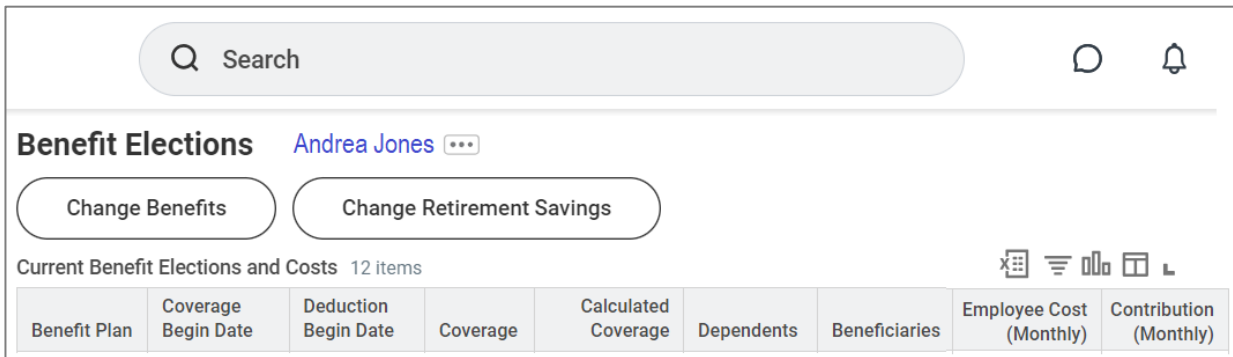 Search
Benefit Elections Andrea Jones
Change Benefits Change Retirement Savings
Current Benefit Elections and Costs 12 items
Benefit Plan Coverage Begin Date Deduction Begin Date Coverage Calculated Coverage Dependents Beneficiaries Employee Cost (Monthly) Contribution (Monthly)